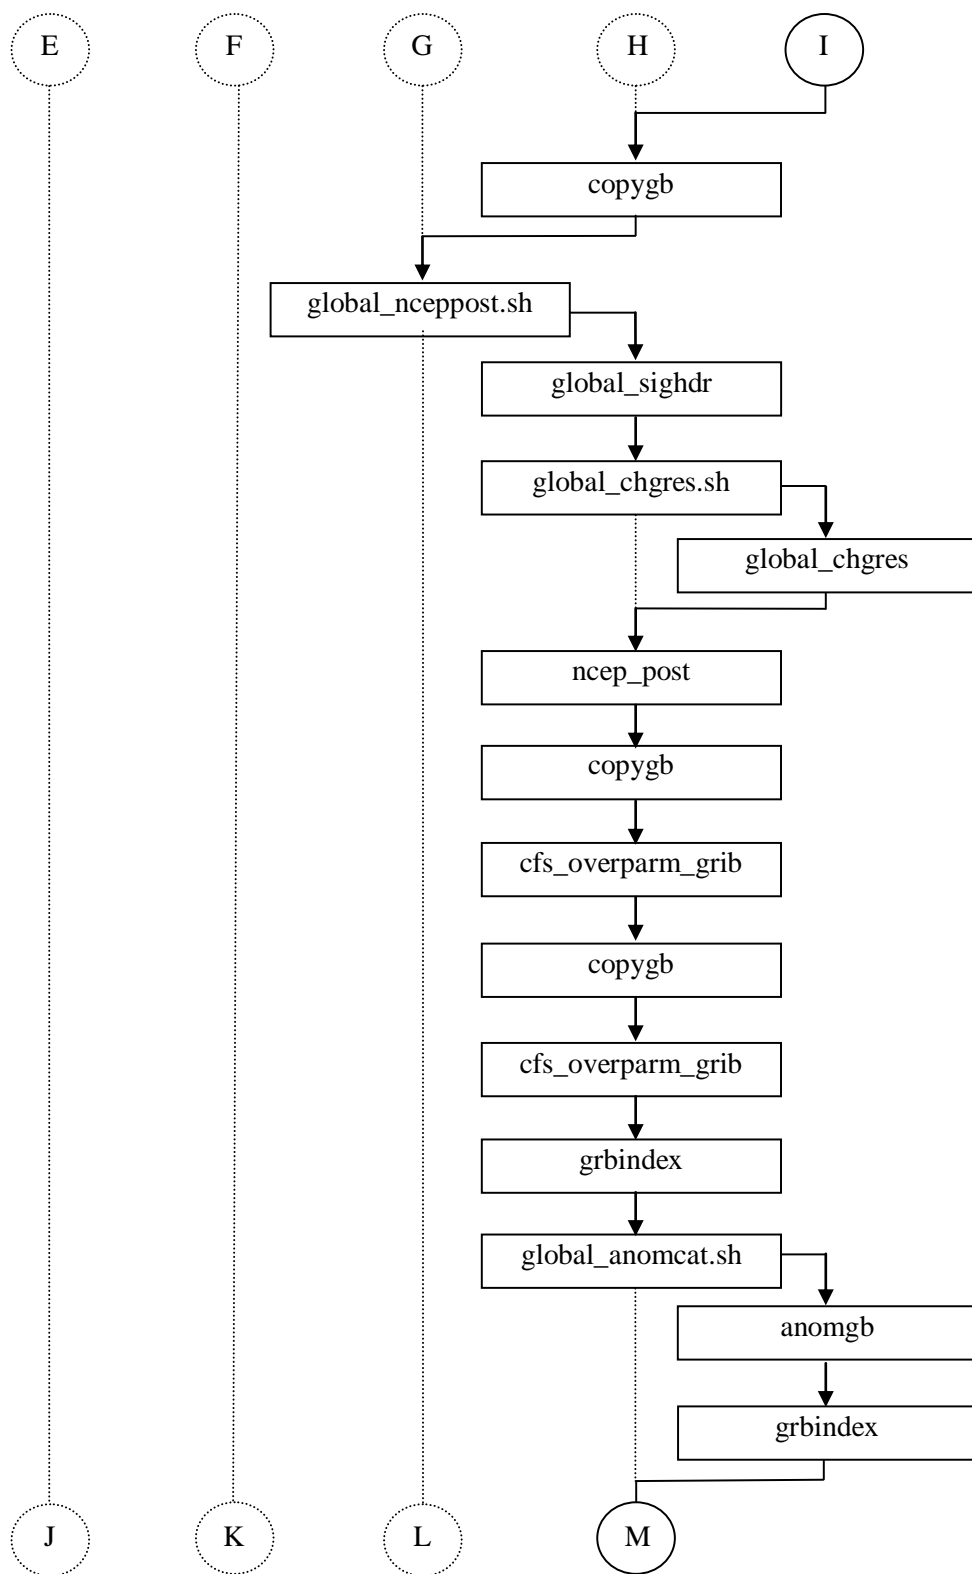 E F G H I
copygb
global_nceppost.sh
global_sighdr
global_chgres.sh
global_chgres
ncep_post
copygb
cfs_overparm_grib
copygb
cfs_overparm_grib
grbindex
global_anomcat.sh
anomgb
grbindex
J K L M